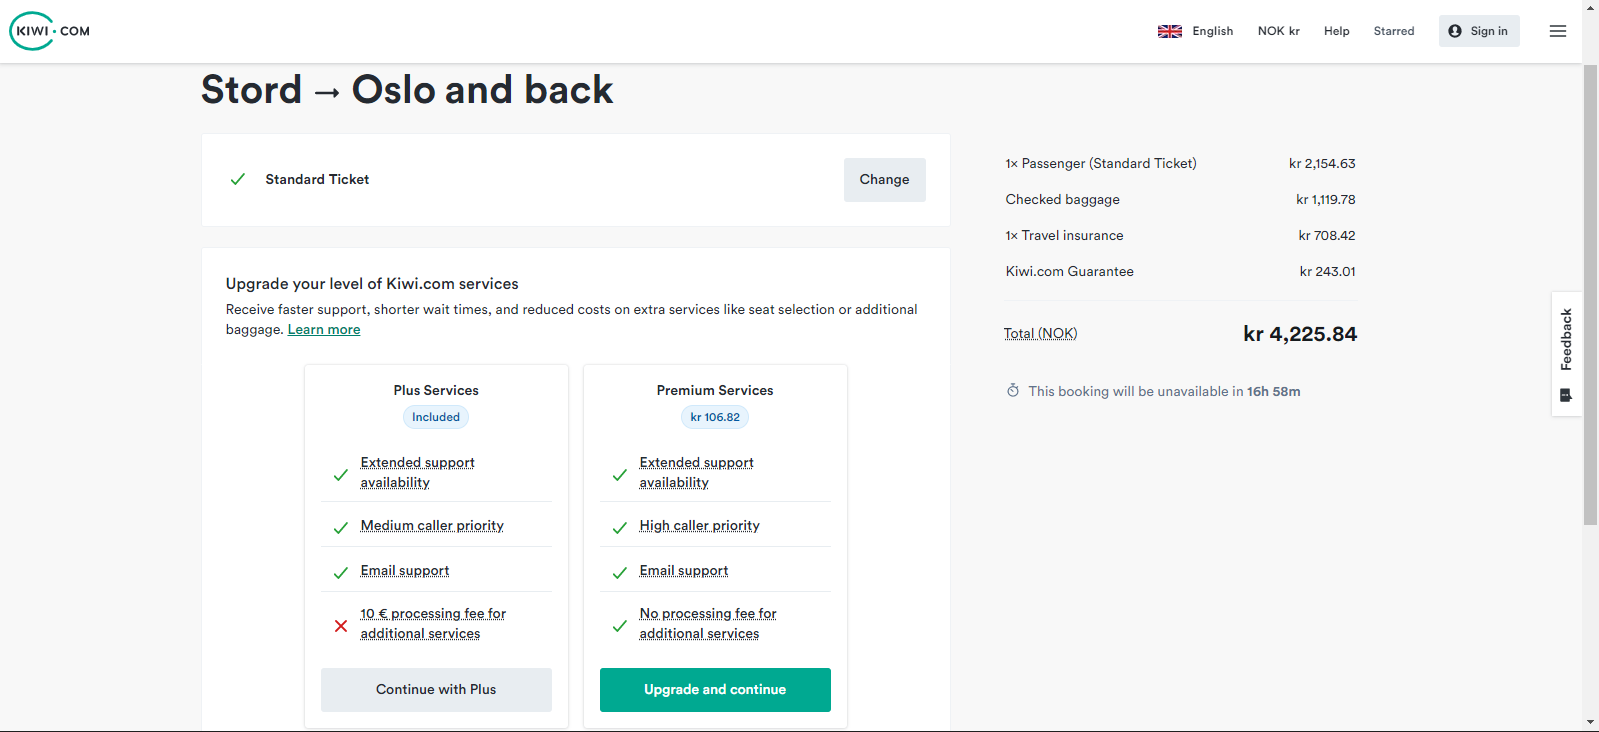 KIWI.COM
English
NOK kr
Help
Starred
Sign in
Stord → Oslo and back
Standard Ticket
Change
Upgrade your level of Kiwi.com services
Receive faster support, shorter wait times, and reduced costs on extra services like seat selection or additional
baggage. Learn more
Plus Services
Included
Extended support
availability
Medium caller priority
Email support
10 € processing fee for
additional services
Continue with Plus
Premium Services
kr 106.82
Extended support
availability
High caller priority
Email support
No processing fee for
additional services
Upgrade and continue
1× Passenger (Standard Ticket) kr 2,154.63
Checked baggage kr 1,119.78
1× Travel insurance kr 708.42
Kiwi.com Guarantee kr 243.01
Total (NOK) kr 4,225.84
This booking will be unavailable in 16h 58m
Feedback